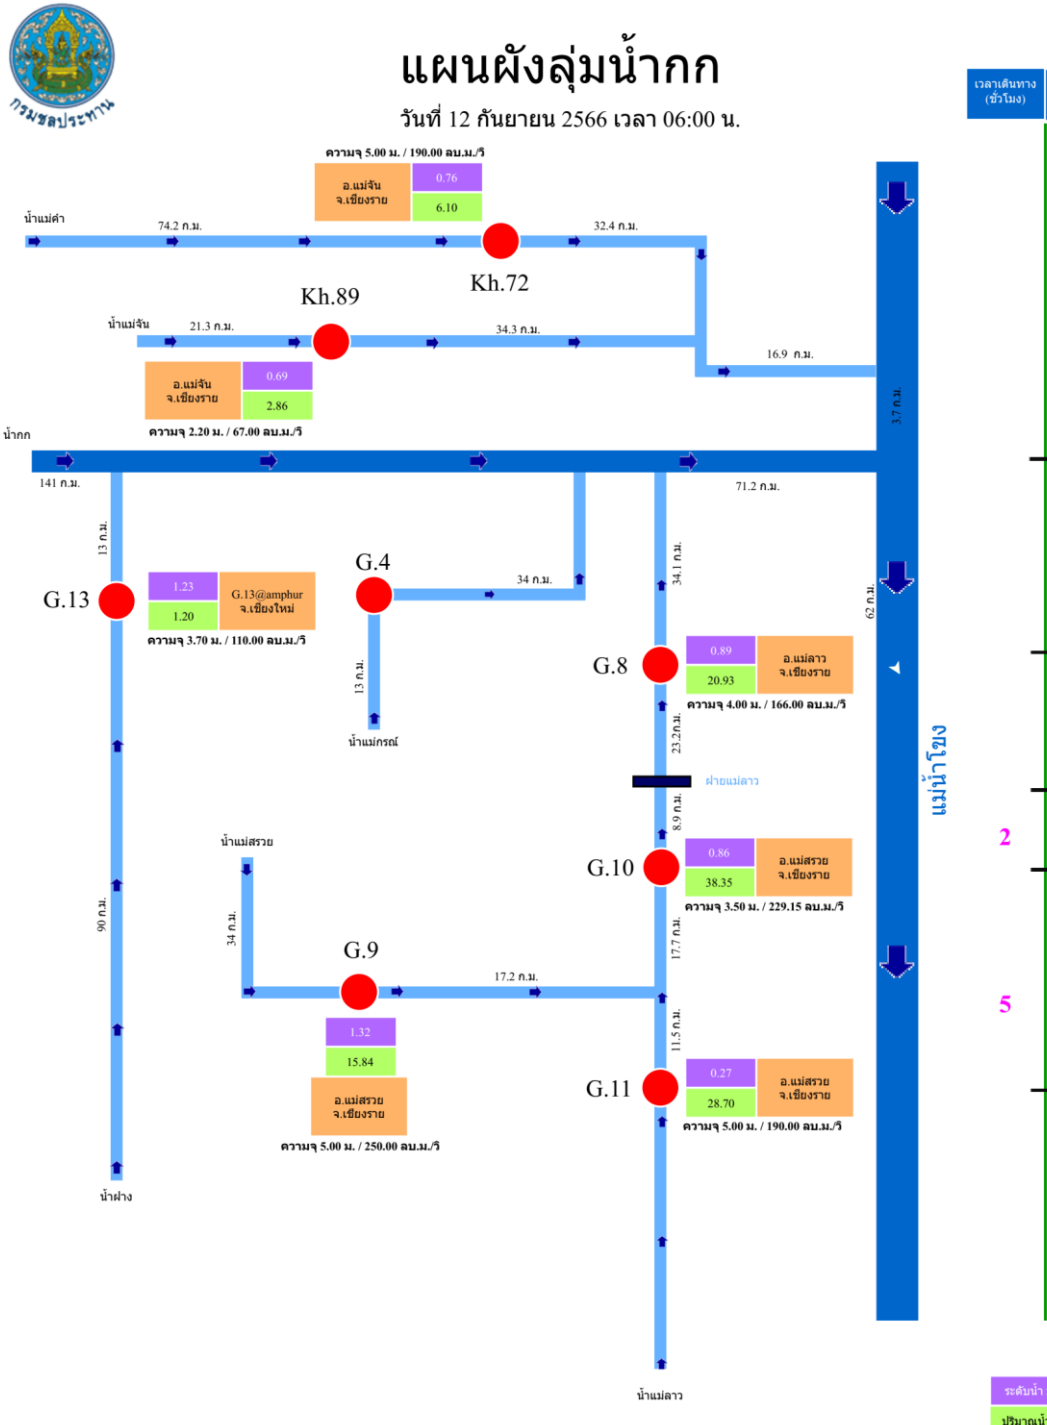 กรมชลประทาน
แผนผังลุ่มน้ำกก
วันที่ 12 กันยายน 2566 เวลา 06:00 น.
เวลาเดินทาง
(ชั่วโมง)
ความจุ 5.00 ม. / 190.00 ลบ.ม./วิ
อ.แม่จัน
จ.เชียงราย
0.76
6.10
น้ำแม่คำ
74.2 ก.ม.
32.4 ก.ม.
Kh.72
Kh.89
น้ำแม่จัน
21.3 ก.ม.
34.3 ก.ม.
16.9 ก.ม.
อ.แม่จัน
จ.เชียงราย
0.69
2.86
ความจุ 2.20 ม. / 67.00 ลบ.ม./วิ
3.7 ก.ม.
น้ำกก
141 ก.ม.
71.2 ก.ม.
13 ก.ม.
G.13
1.23
1.20
G.13@amphur
จ.เชียงใหม่
ความจุ 3.70 ม. / 110.00 ลบ.ม./วิ
G.4
34 ก.ม.
13 ก.ม.
น้ำแม่กรณ์
34.1 ก.ม.
62 ก.ม.
G.8
0.89
20.93
อ.แม่ลาว
จ.เชียงราย
ความจุ 4.00 ม. / 166.00 ลบ.ม./วิ
23.2ก.ม.
ฝายแม่ลาว
แม่น้ำโขง
8.9 ก.ม.
2
น้ำแม่สรวย
G.10
0.86
38.35
อ.แม่สรวย
จ.เชียงราย
ความจุ 3.50 ม. / 229.15 ลบ.ม./วิ
90 ก.ม.
34 ก.ม.
17.7 ก.ม.
G.9
17.2 ก.ม.
5
1.32
15.84
อ.แม่สรวย
จ.เชียงราย
ความจุ 5.00 ม. / 250.00 ลบ.ม./วิ
11.5 ก.ม.
G.11
0.27
28.70
อ.แม่สรวย
จ.เชียงราย
ความจุ 5.00 ม. / 190.00 ลบ.ม./วิ
น้ำฝาง
น้ำแม่ลาว
ระดับน้ำ